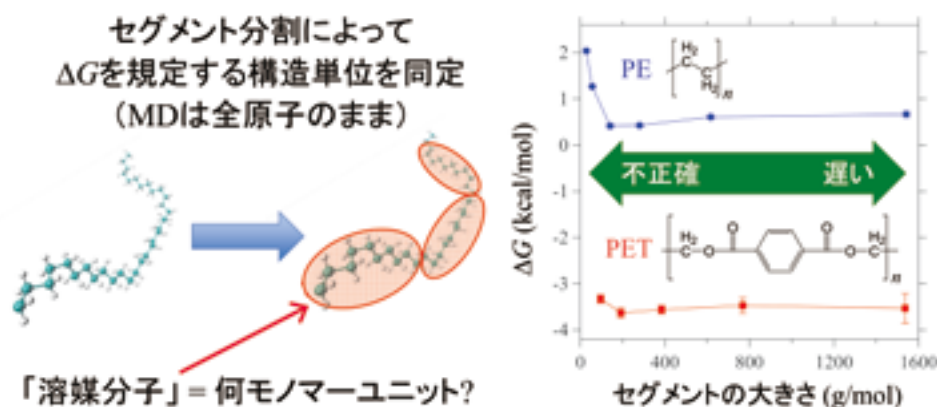 セグメント分割によって
ΔGを規定する構造単位を同定
（MDは全原子のまま）
「溶媒分子」= 何モノマーユニット?
ΔG (kcal/mol)
2
1
0
-1
-2
-3
-4
PE
H2
C
C
H2
n
不正確
遅い
PET
H2
C
O
O
O
O
H2
C
n
0
400
800
1200
1600
セグメントの大きさ (g/mol)